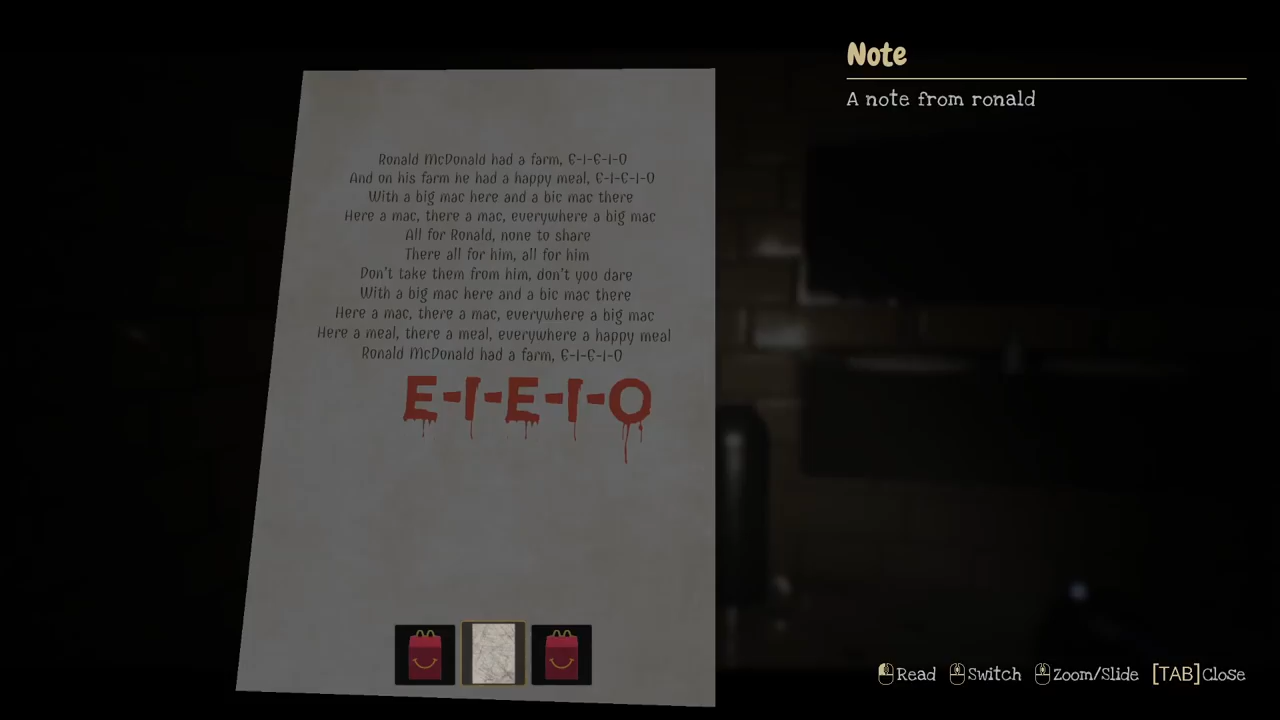 Note
A note from ronald
Ronald McDonald had a farm, E-I-E-I-O
And on his farm he had a happy meal, E-I-E-I-O
With a big mac here and a bic mac there
Here a mac, there a mac, everywhere a big mac
All for Ronald, none to share
There all for him, all for him
Don't take them from him, don't you dare
With a big mac here and a bic mac there
Here a mac, there a mac, everywhere a big mac
Here a meal, there a meal, everywhere a happy meal
Ronald McDonald had a farm, E-I-E-I-O
E-I-E-I-O
Read Switch Zoom/Slide [TAB]Close